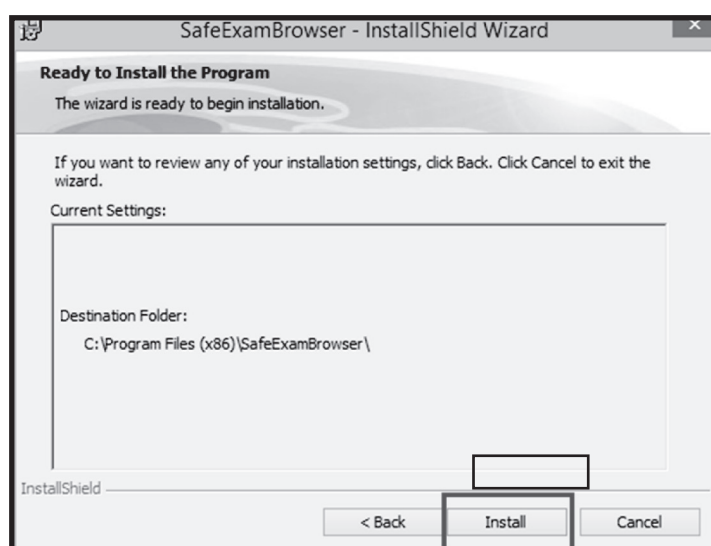 SafeExamBrowser - InstallShield Wizard
Ready to Install the Program
The wizard is ready to begin installation.
If you want to review any of your installation settings, click Back. Click Cancel to exit the
wizard.
Current Settings:
Destination Folder:
C:\Program Files (x86)\SafeExamBrowser\
InstallShield
< Back Install Cancel